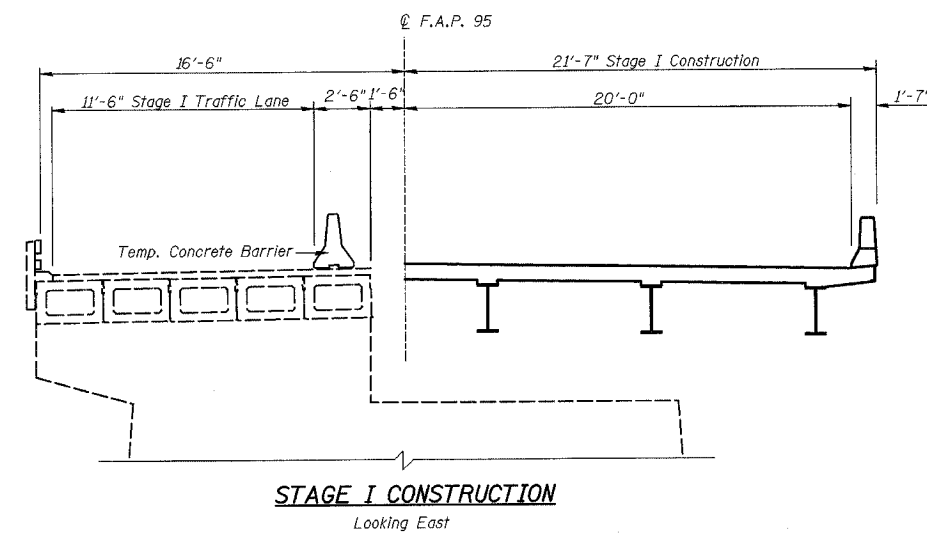 ℄ F.A.P. 95
16'-6"
21'-7" Stage I Construction
11'-6" Stage I Traffic Lane
2'-6"
1'-6"
20'-0"
1'-7"
Temp. Concrete Barrier
STAGE I CONSTRUCTION
Looking East